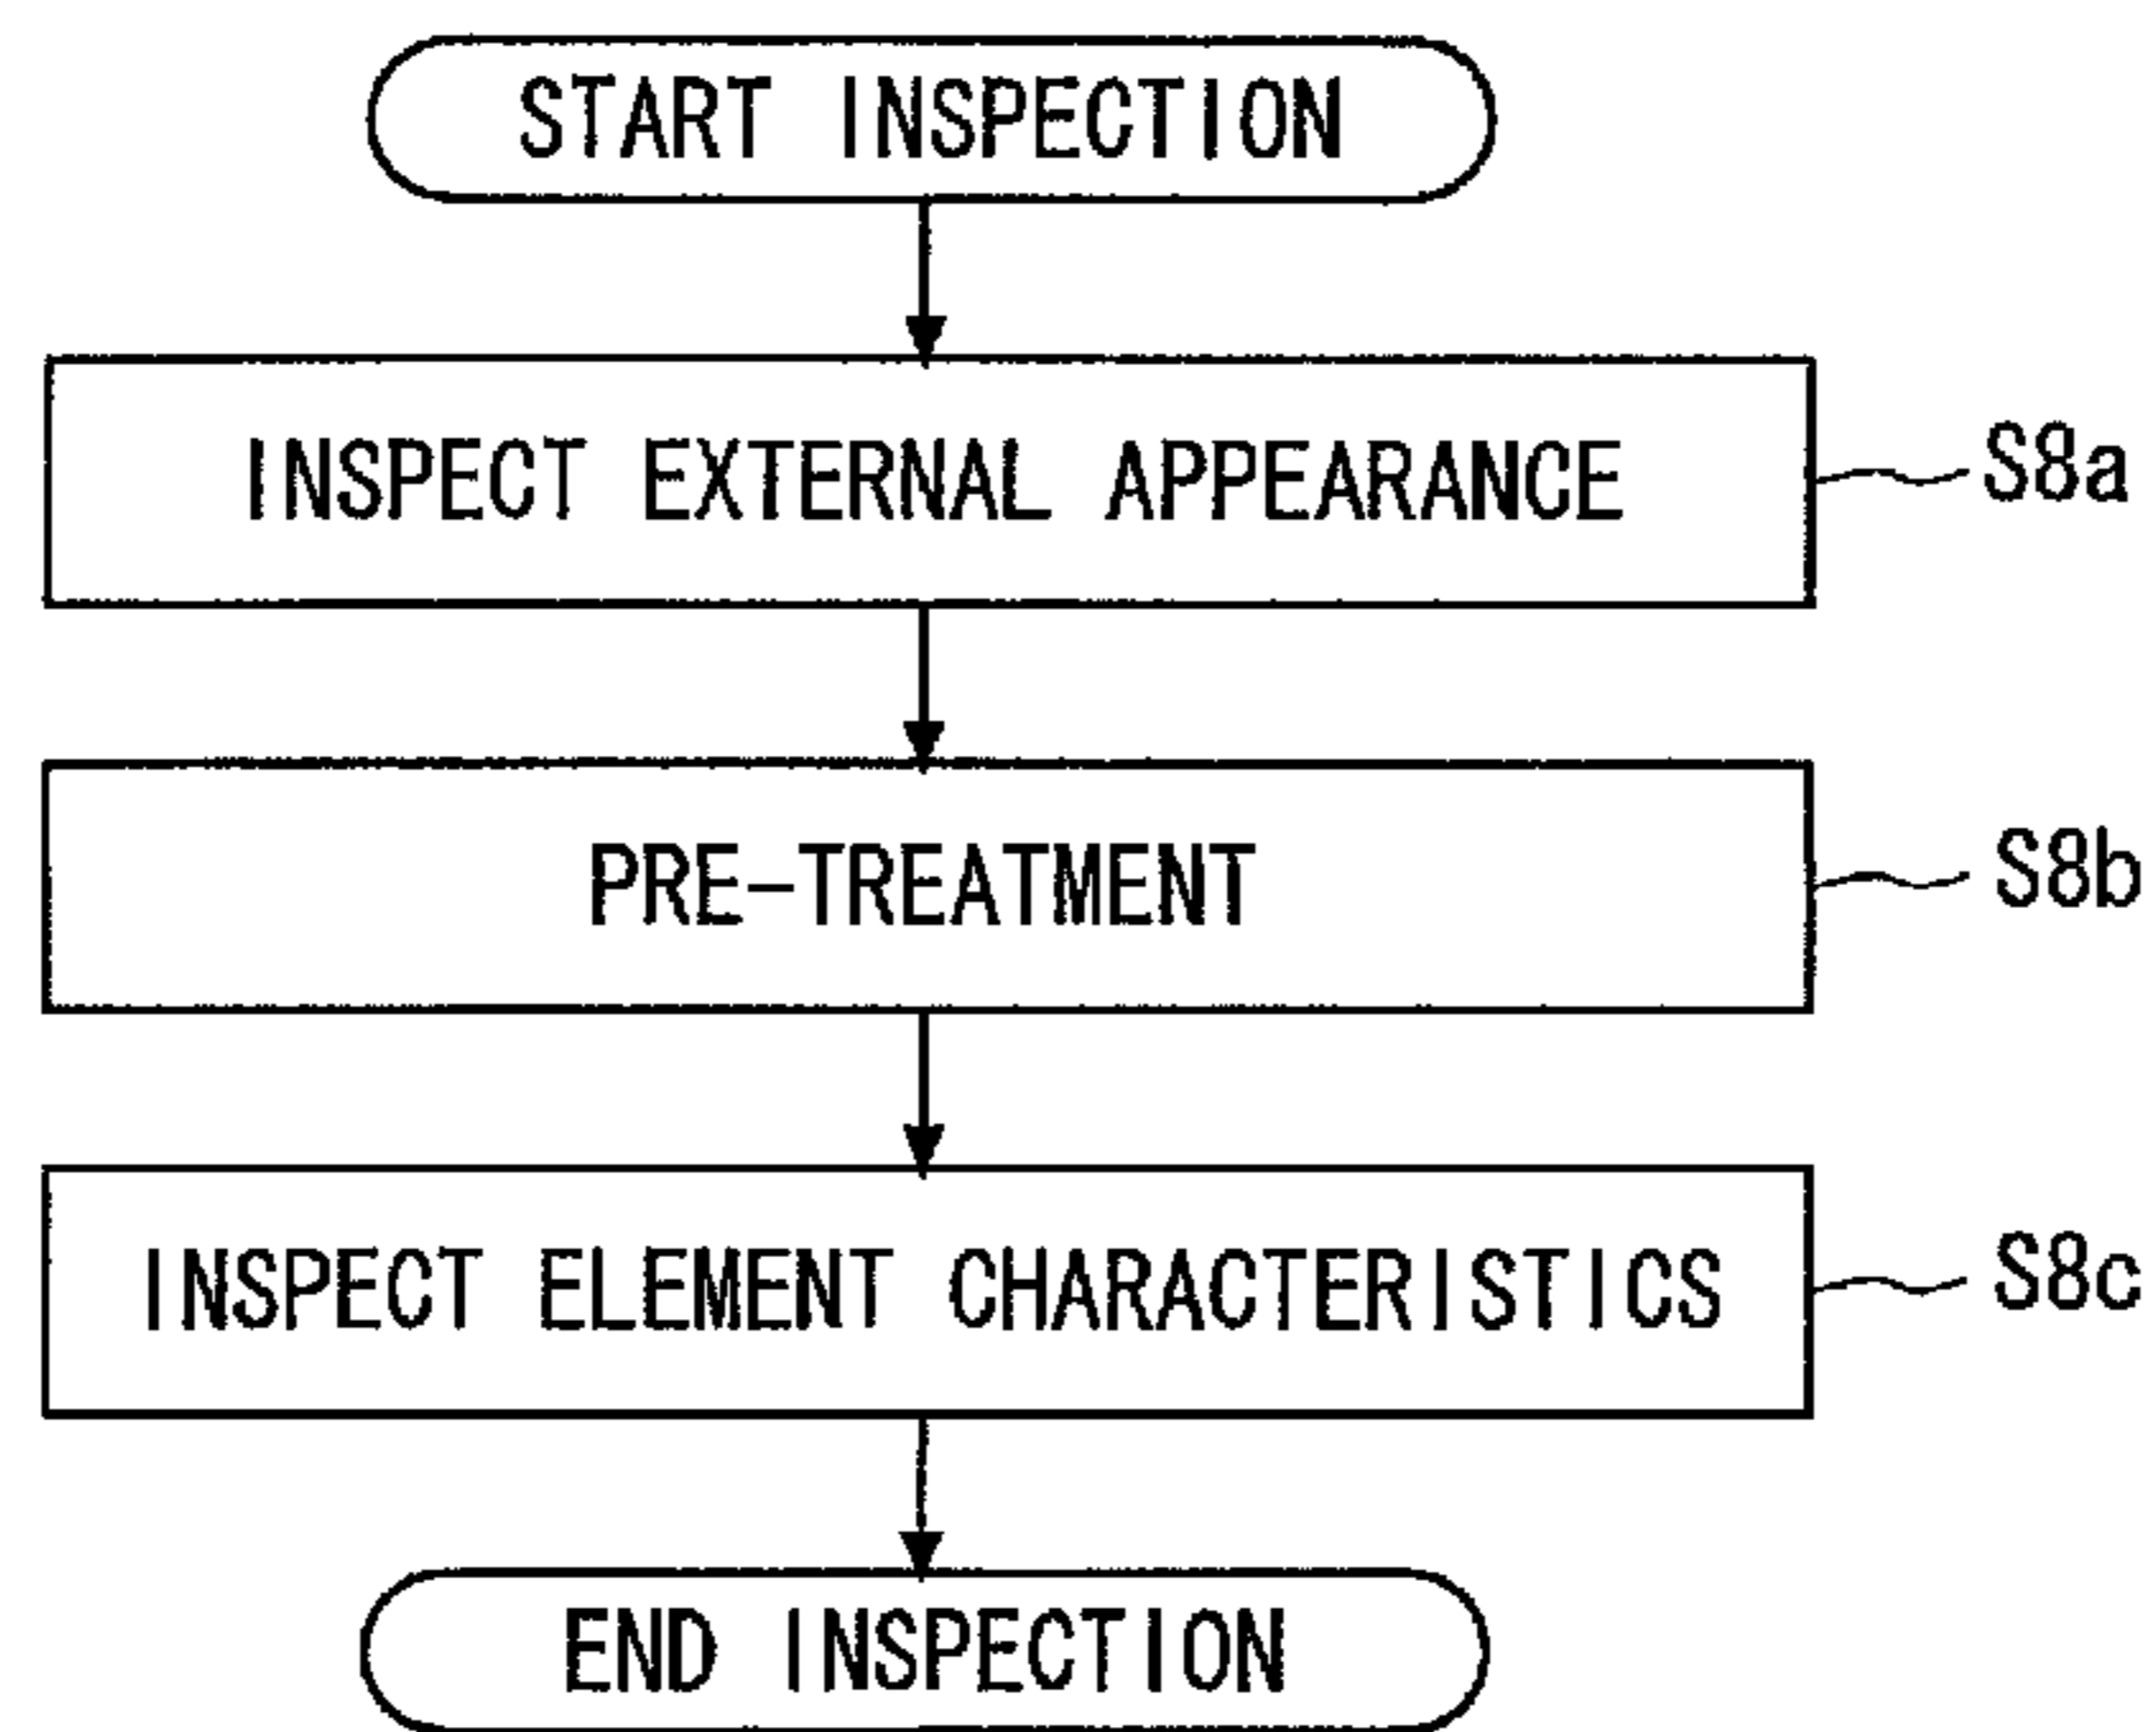 START INSPECTION
INSPECT EXTERNAL APPEARANCE
S8a
PRE-TREATMENT
S8b
INSPECT ELEMENT CHARACTERISTICS
S8c
END INSPECTION